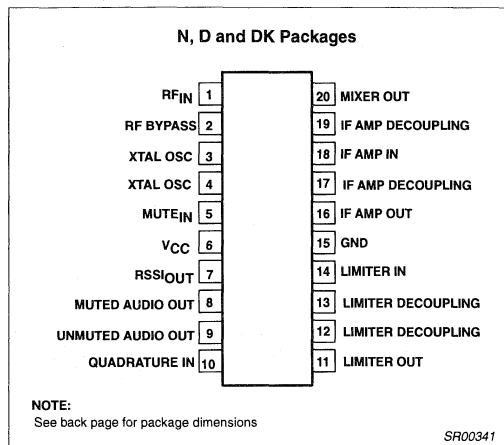 N, D and DK Packages
RFIN 1
RF BYPASS 2
XTAL OSC 3
XTAL OSC 4
MUTEIN 5
VCC 6
RSSIOUT 7
MUTED AUDIO OUT 8
UNMUTED AUDIO OUT 9
QUADRATURE IN 10
20 MIXER OUT
19 IF AMP DECOUPLING
18 IF AMP IN
17 IF AMP DECOUPLING
16 IF AMP OUT
15 GND
14 LIMITER IN
13 LIMITER DECOUPLING
12 LIMITER DECOUPLING
11 LIMITER OUT
NOTE:
See back page for package dimensions
SR00341